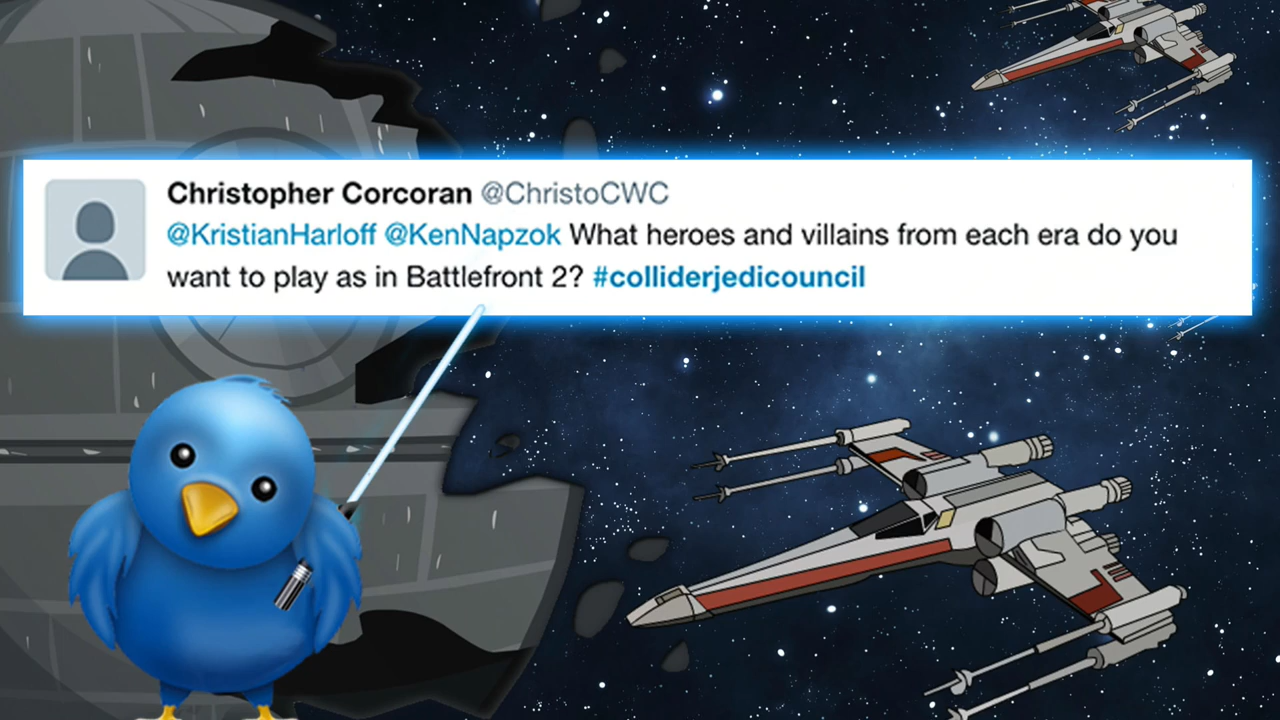 Christopher Corcoran @ChristoCWC
@KristianHarloff @KenNapzok What heroes and villains from each era do you
want to play as in Battlefront 2? #colliderjedicouncil